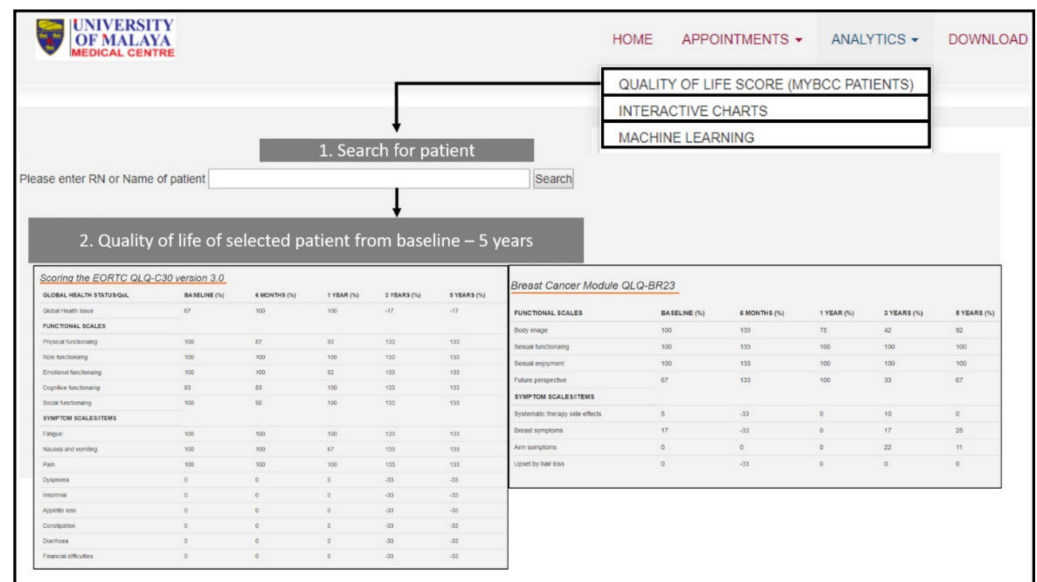 UNIVERSITY
OF MALAYA
MEDICAL CENTRE
HOME APPOINTMENTS ANALYTICS DOWNLOAD
QUALITY OF LIFE SCORE (MYBCC PATIENTS)
INTERACTIVE CHARTS
MACHINE LEARNING
1. Search for patient
Please enter RN or Name of patient Search
2. Quality of life of selected patient from baseline – 5 years
Scoring the EORTC QLQ-C30 version 3.0
GLOBAL HEALTH STATUS/QoL BASELINE (%) 6 MONTHS (%) 1 YEAR (%) 3 YEARS (%) 5 YEARS (%)
Global Health Issue 67 100 100 -17 -17
FUNCTIONAL SCALES
Physical functionaing 100 87 93 133 133
Role functionaing 100 100 100 133 133
Emotional functionaing 100 100 92 133 133
Cognitive functionaing 83 83 100 133 133
Social functionaing 100 92 100 133 133
SYMPTOM SCALES/ITEMS
Fatigue 100 100 100 133 133
Nausea and vomiting 100 100 67 133 133
Pain 100 100 100 133 133
Dyspnoea 0 0 0 -33 -33
Insomnia 0 0 0 -33 -33
Appetite loss 0 0 0 -33 -33
Constipation 0 0 0 -33 -33
Diarrhoea 0 0 0 -33 -33
Financial difficulties 0 0 0 -33 -33
Breast Cancer Module QLQ-BR23
FUNCTIONAL SCALES BASELINE (%) 6 MONTHS (%) 1 YEAR (%) 3 YEARS (%) 5 YEARS (%)
Body image 100 133 75 42 92
Sexual functionaing 100 133 100 100 100
Sexual enjoyment 100 133 100 100 100
Future perspective 67 133 100 33 67
SYMPTOM SCALES/ITEMS
Systematic therapy side effects 5 -33 0 10 0
Breast symptoms 17 -33 0 17 25
Arm sumptoms 0 0 0 22 11
Upset by hair loss 0 -33 0 0 0